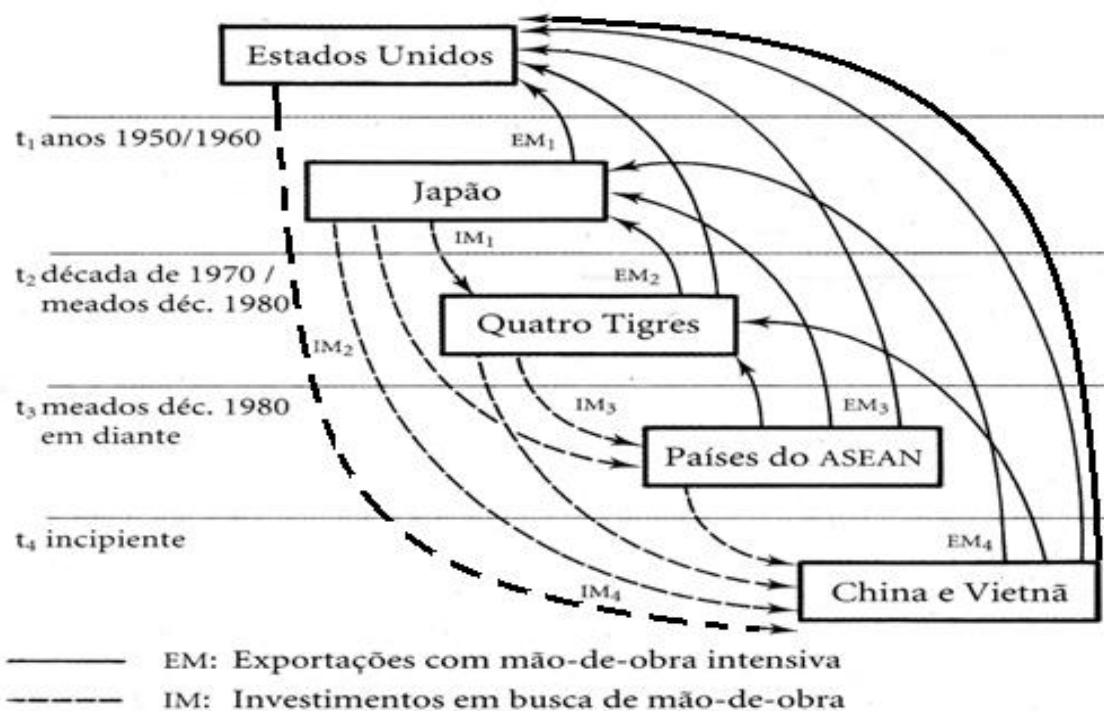 Estados Unidos
t₁ anos 1950/1960
EM₁
Japão
IM₁
t₂ década de 1970 /
meados déc. 1980
EM₂
Quatro Tigres
IM₂
t₃ meados déc. 1980
em diante
IM₃
EM₃
Países do ASEAN
t₄ incipiente
EM₄
China e Vietnã
IM₄
EM: Exportações com mão-de-obra intensiva
IM: Investimentos em busca de mão-de-obra